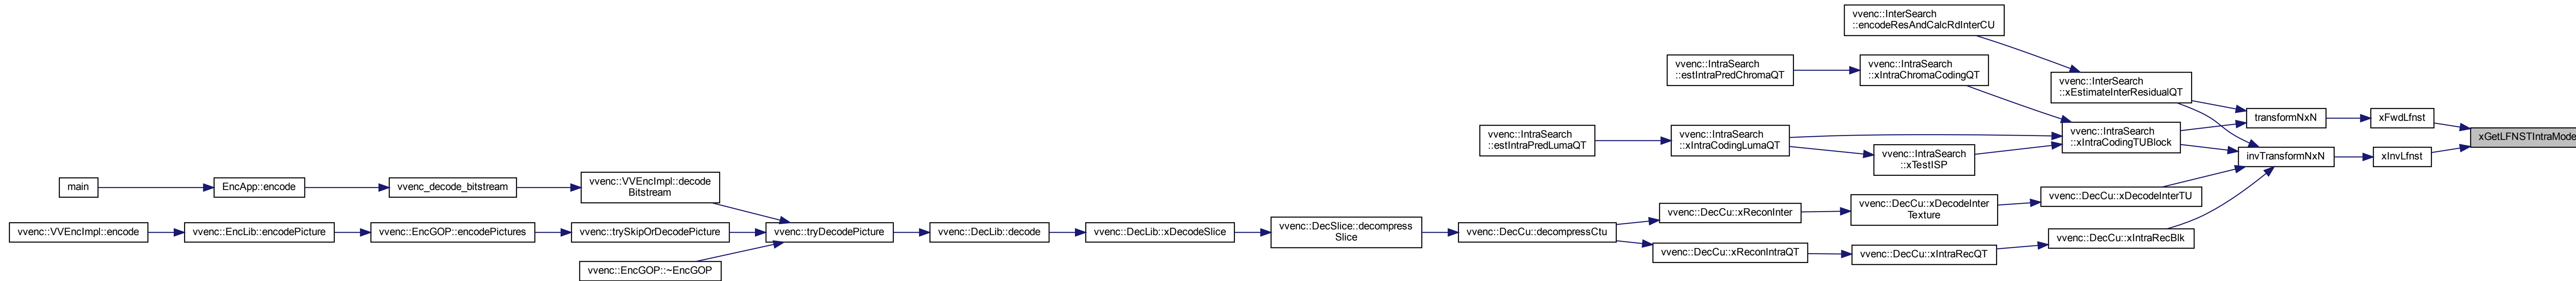 vvenc::InterSearch
::encodeResAndCalcRdInterCU
vvenc::IntraSearch
::estIntraPredChromaQT
vvenc::IntraSearch
::xIntraChromaCodingQT
vvenc::InterSearch
::xEstimateInterResidualQT
transformNxN
xFwdLfnst
xGetLFNSTIntraMode
vvenc::IntraSearch
::estIntraPredLumaQT
vvenc::IntraSearch
::xIntraCodingLumaQT
vvenc::IntraSearch
::xTestISP
vvenc::IntraSearch
::xIntraCodingTUBlock
invTransformNxN
xInvLfnst
main
EncApp::encode
vvenc_decode_bitstream
vvenc::VVEncImpl::decode
Bitstream
vvenc::VVEncImpl::encode
vvenc::EncLib::encodePicture
vvenc::EncGOP::encodePictures
vvenc::trySkipOrDecodePicture
vvenc::EncGOP::~EncGOP
vvenc::tryDecodePicture
vvenc::DecLib::decode
vvenc::DecLib::xDecodeSlice
vvenc::DecSlice::decompress
Slice
vvenc::DecCu::decompressCtu
vvenc::DecCu::xReconInter
vvenc::DecCu::xDecodeInter
Texture
vvenc::DecCu::xDecodeInterTU
vvenc::DecCu::xReconIntraQT
vvenc::DecCu::xIntraRecQT
vvenc::DecCu::xIntraRecBlk